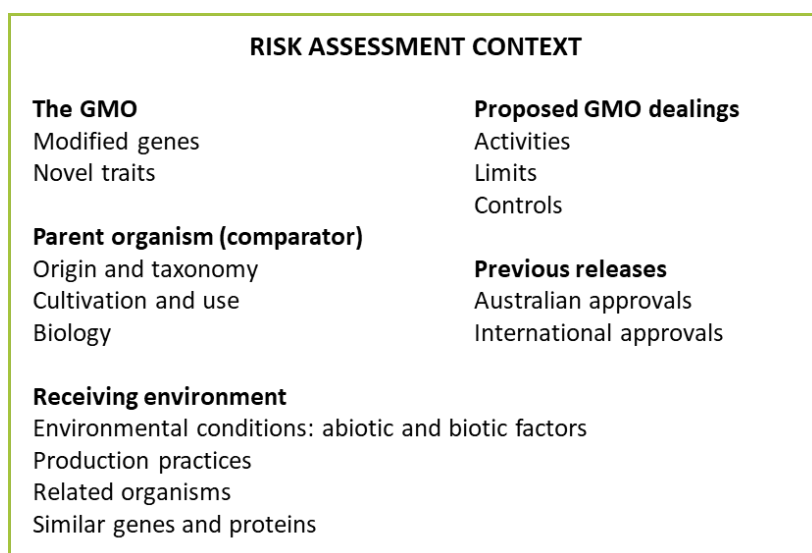 RISK ASSESSMENT CONTEXT
The GMO
Modified genes
Novel traits
Parent organism (comparator)
Origin and taxonomy
Cultivation and use
Biology
Proposed GMO dealings
Activities
Limits
Controls
Previous releases
Australian approvals
International approvals
Receiving environment
Environmental conditions: abiotic and biotic factors
Production practices
Related organisms
Similar genes and proteins